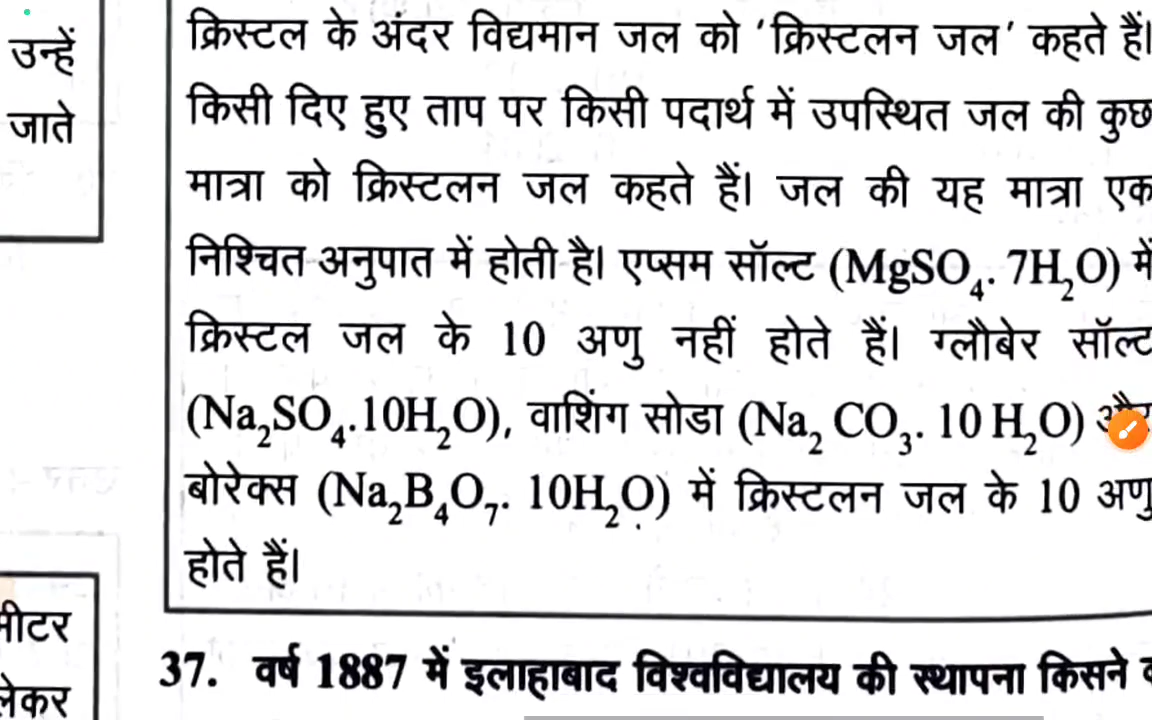 उन्हें
जाते
क्रिस्टल के अंदर विद्यमान जल को ‘क्रिस्टलन जल’ कहते हैं।
किसी दिए हुए ताप पर किसी पदार्थ में उपस्थित जल की कुछ
मात्रा को क्रिस्टलन जल कहते हैं। जल की यह मात्रा एक
निश्चित अनुपात में होती है। एप्सम सॉल्ट (MgSO₄. 7H₂O) में
क्रिस्टल जल के 10 अणु नहीं होते हैं। ग्लौबेर सॉल्ट
(Na₂SO₄.10H₂O), वाशिंग सोडा (Na₂ CO₃. 10 H₂O) और
बोरेक्स (Na₂B₄O₇. 10H₂O) में क्रिस्टलन जल के 10 अणु
होते हैं।
मीटर
लेकर
37. वर्ष 1887 में इलाहाबाद विश्वविद्यालय की स्थापना किसने